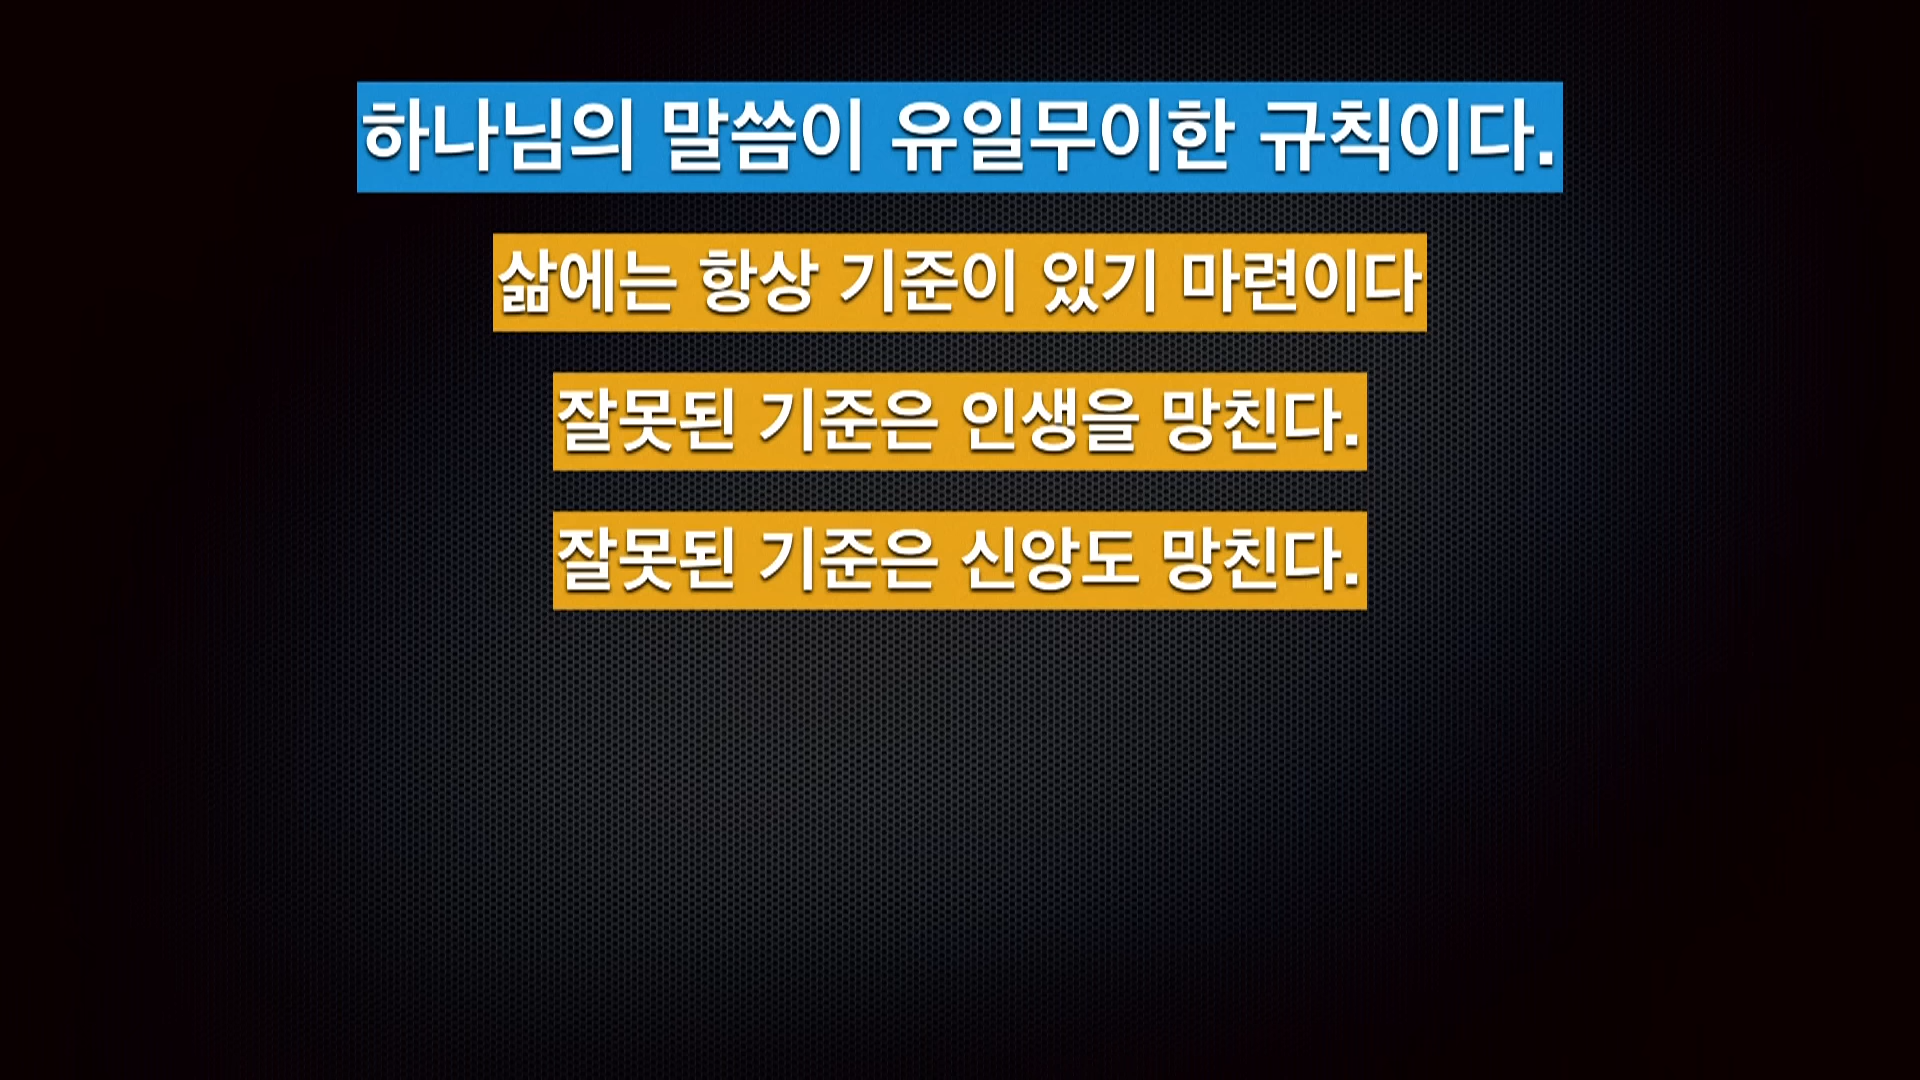 하나님의 말씀이 유일무이한 규칙이다.
삶에는 항상 기준이 있기 마련이다
잘못된 기준은 인생을 망친다.
잘못된 기준은 신앙도 망친다.